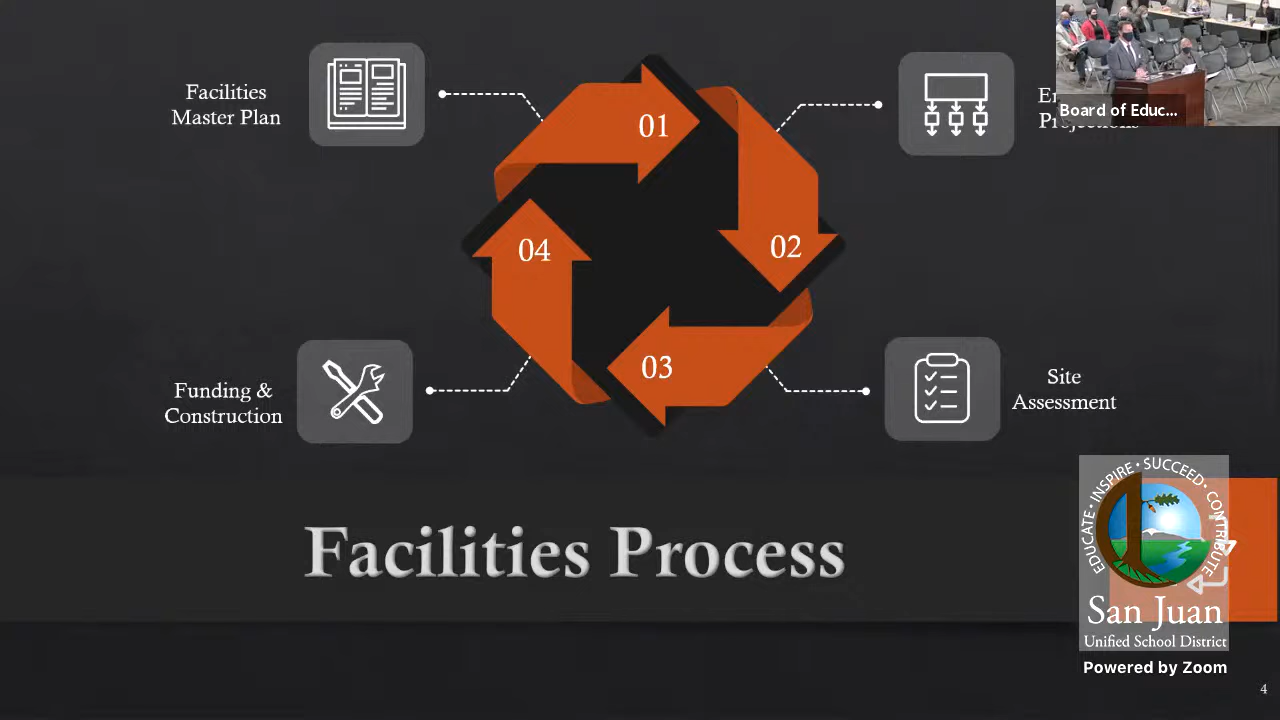 Facilities
Master Plan
01
Board of Educ...
02
04
03
Funding &
Construction
Site
Assessment
EDUCATE • INSPIRE • SUCCEED • CONTRIBUTE
Facilities Process
San Juan
Unified School District
Powered by Zoom
4